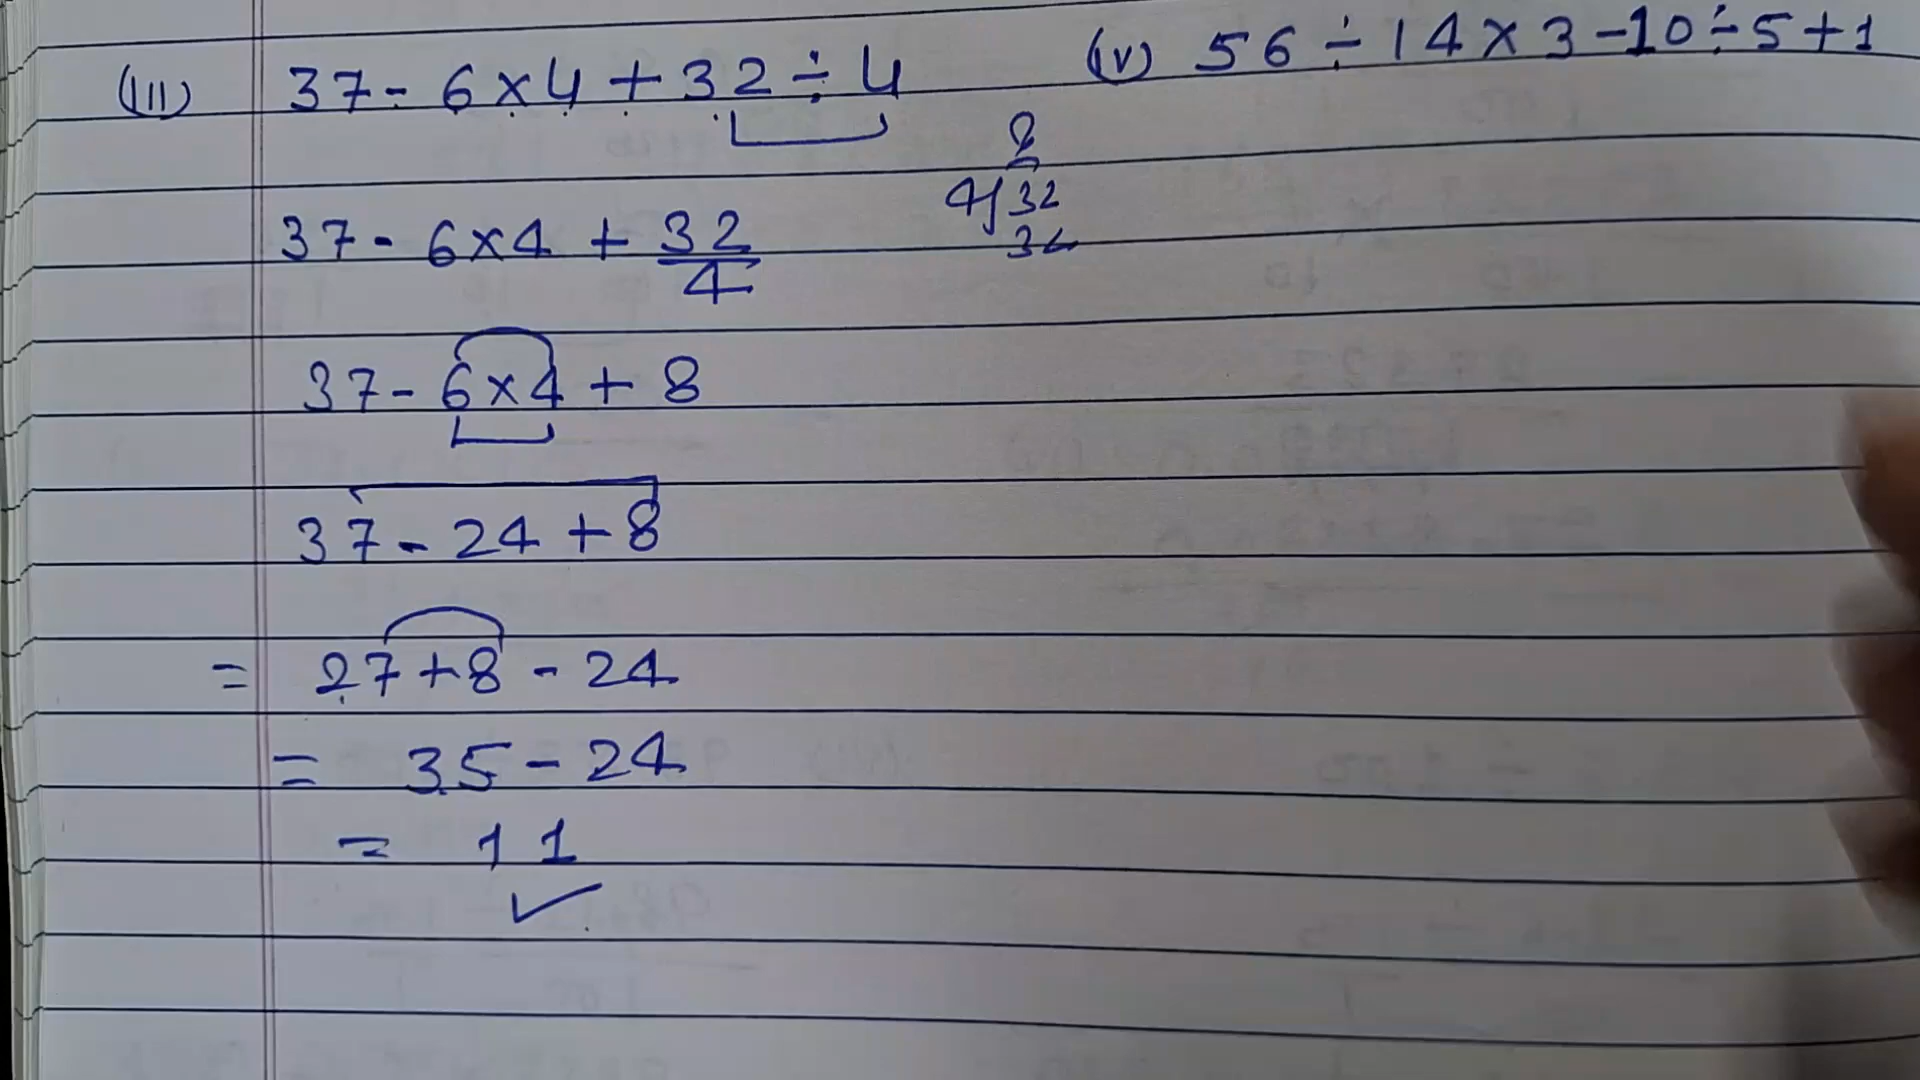 (III) 37 - 6 × 4 + 32 ÷ 4
(V) 56 ÷ 14 × 3 - 10 ÷ 5 + 1
8
4)32
32
37 - 6 × 4 + 32/4
37 - 6 × 4 + 8
37 - 24 + 8
= 27 + 8 - 24
= 35 - 24
= 11